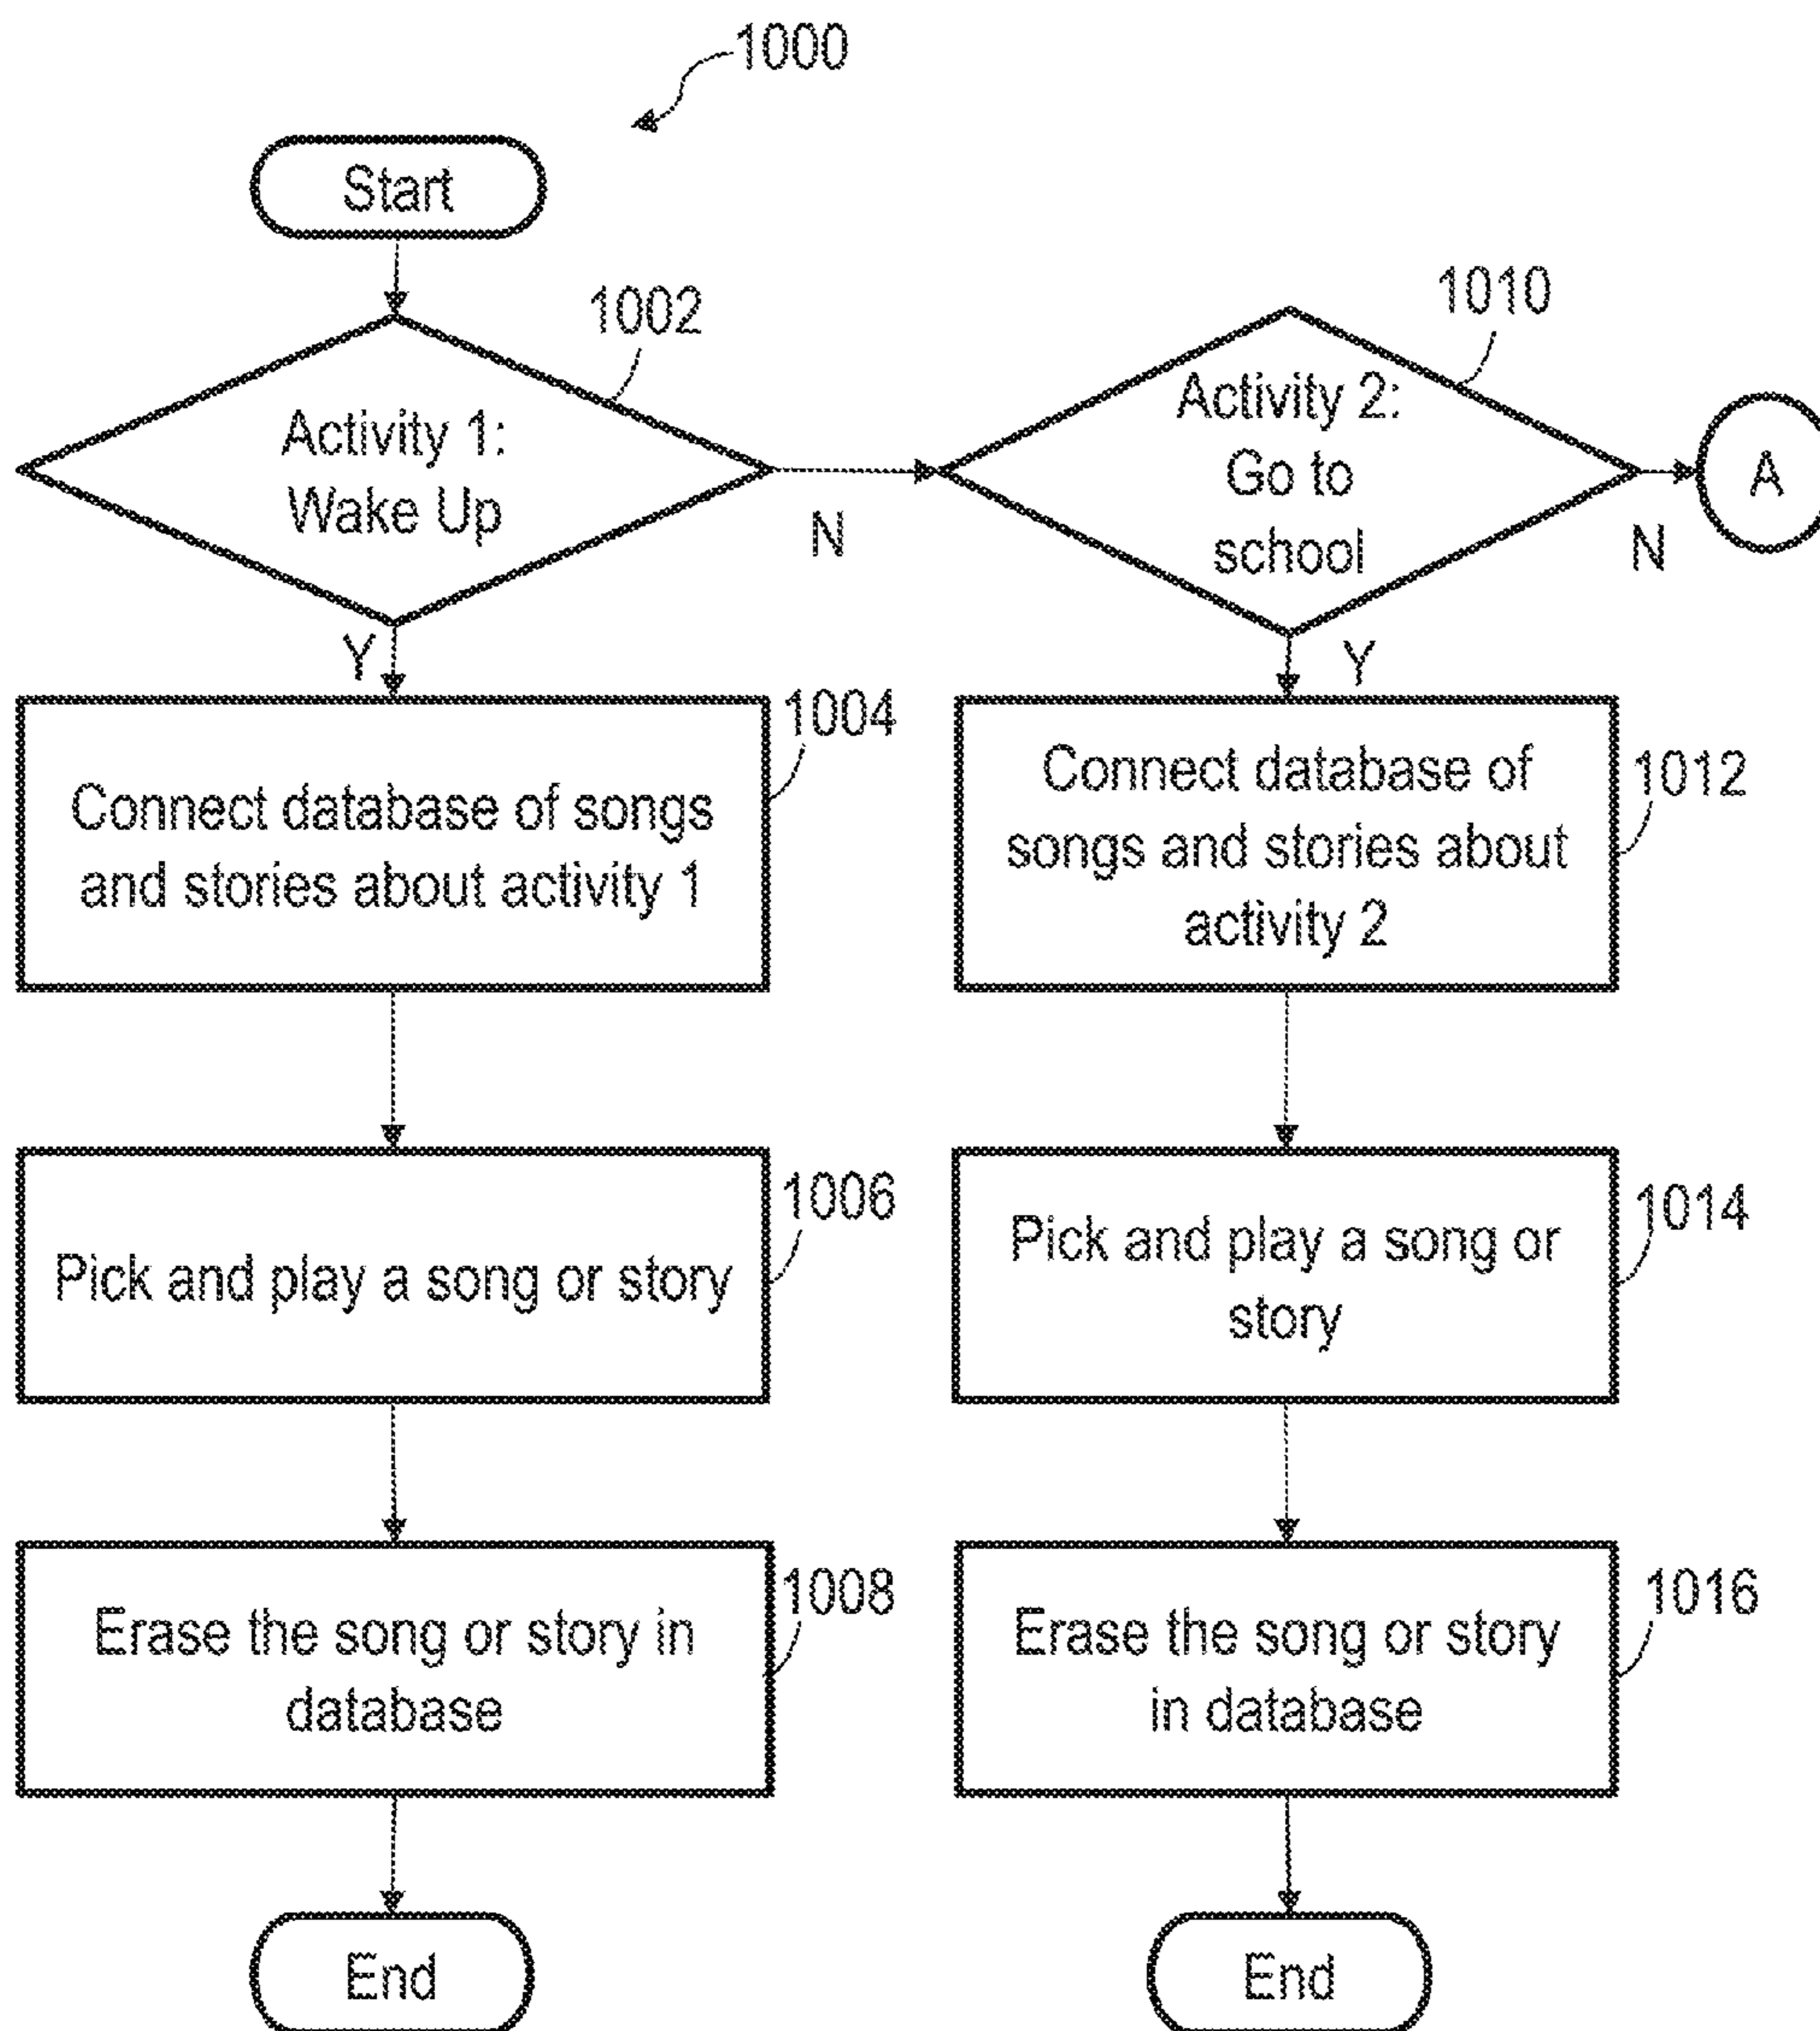 1000
Start
1002
Activity 1:
Wake Up
N
Y
1010
Activity 2:
Go to
school
N
Y
A
1004
Connect database of songs
and stories about activity 1
1006
Pick and play a song or story
1008
Erase the song or story in
database
End
1012
Connect database of
songs and stories about
activity 2
1014
Pick and play a song or
story
1016
Erase the song or story
in database
End